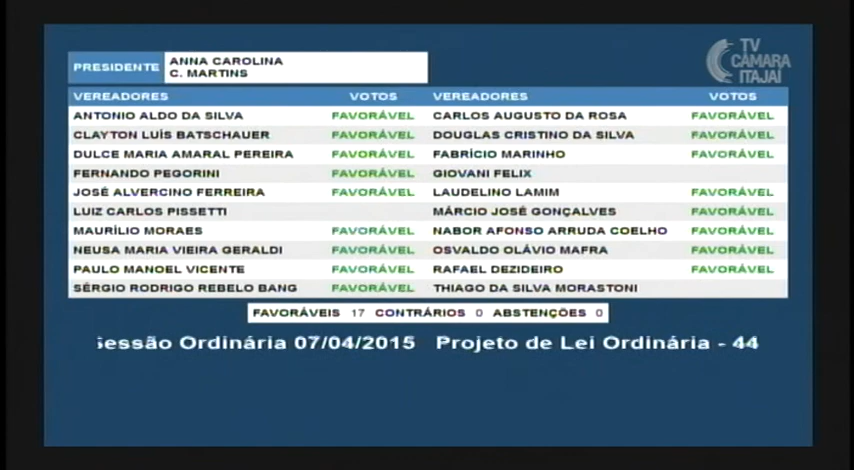 PRESIDENTE ANNA CAROLINA
C. MARTINS
TV
CÂMARA
ITAJAÍ
VEREADORES VOTOS VEREADORES VOTOS
ANTONIO ALDO DA SILVA FAVORÁVEL CARLOS AUGUSTO DA ROSA FAVORÁVEL
CLAYTON LUÍS BATSCHAUER FAVORÁVEL DOUGLAS CRISTINO DA SILVA FAVORÁVEL
DULCE MARIA AMARAL PEREIRA FAVORÁVEL FABRÍCIO MARINHO FAVORÁVEL
FERNANDO PEGORINI FAVORÁVEL GIOVANI FELIX
JOSÉ ALVERCINO FERREIRA FAVORÁVEL LAUDELINO LAMIM FAVORÁVEL
LUIZ CARLOS PISSETTI MÁRCIO JOSÉ GONÇALVES FAVORÁVEL
MAURÍLIO MORAES FAVORÁVEL NABOR AFONSO ARRUDA COELHO FAVORÁVEL
NEUSA MARIA VIEIRA GERALDI FAVORÁVEL OSVALDO OLÁVIO MAFRA FAVORÁVEL
PAULO MANOEL VICENTE FAVORÁVEL RAFAEL DEZIDEIRO FAVORÁVEL
SÉRGIO RODRIGO REBELO BANG FAVORÁVEL THIAGO DA SILVA MORASTONI
FAVORÁVEIS 17 CONTRÁRIOS 0 ABSTENÇÕES 0
Sessão Ordinária 07/04/2015 Projeto de Lei Ordinária - 44